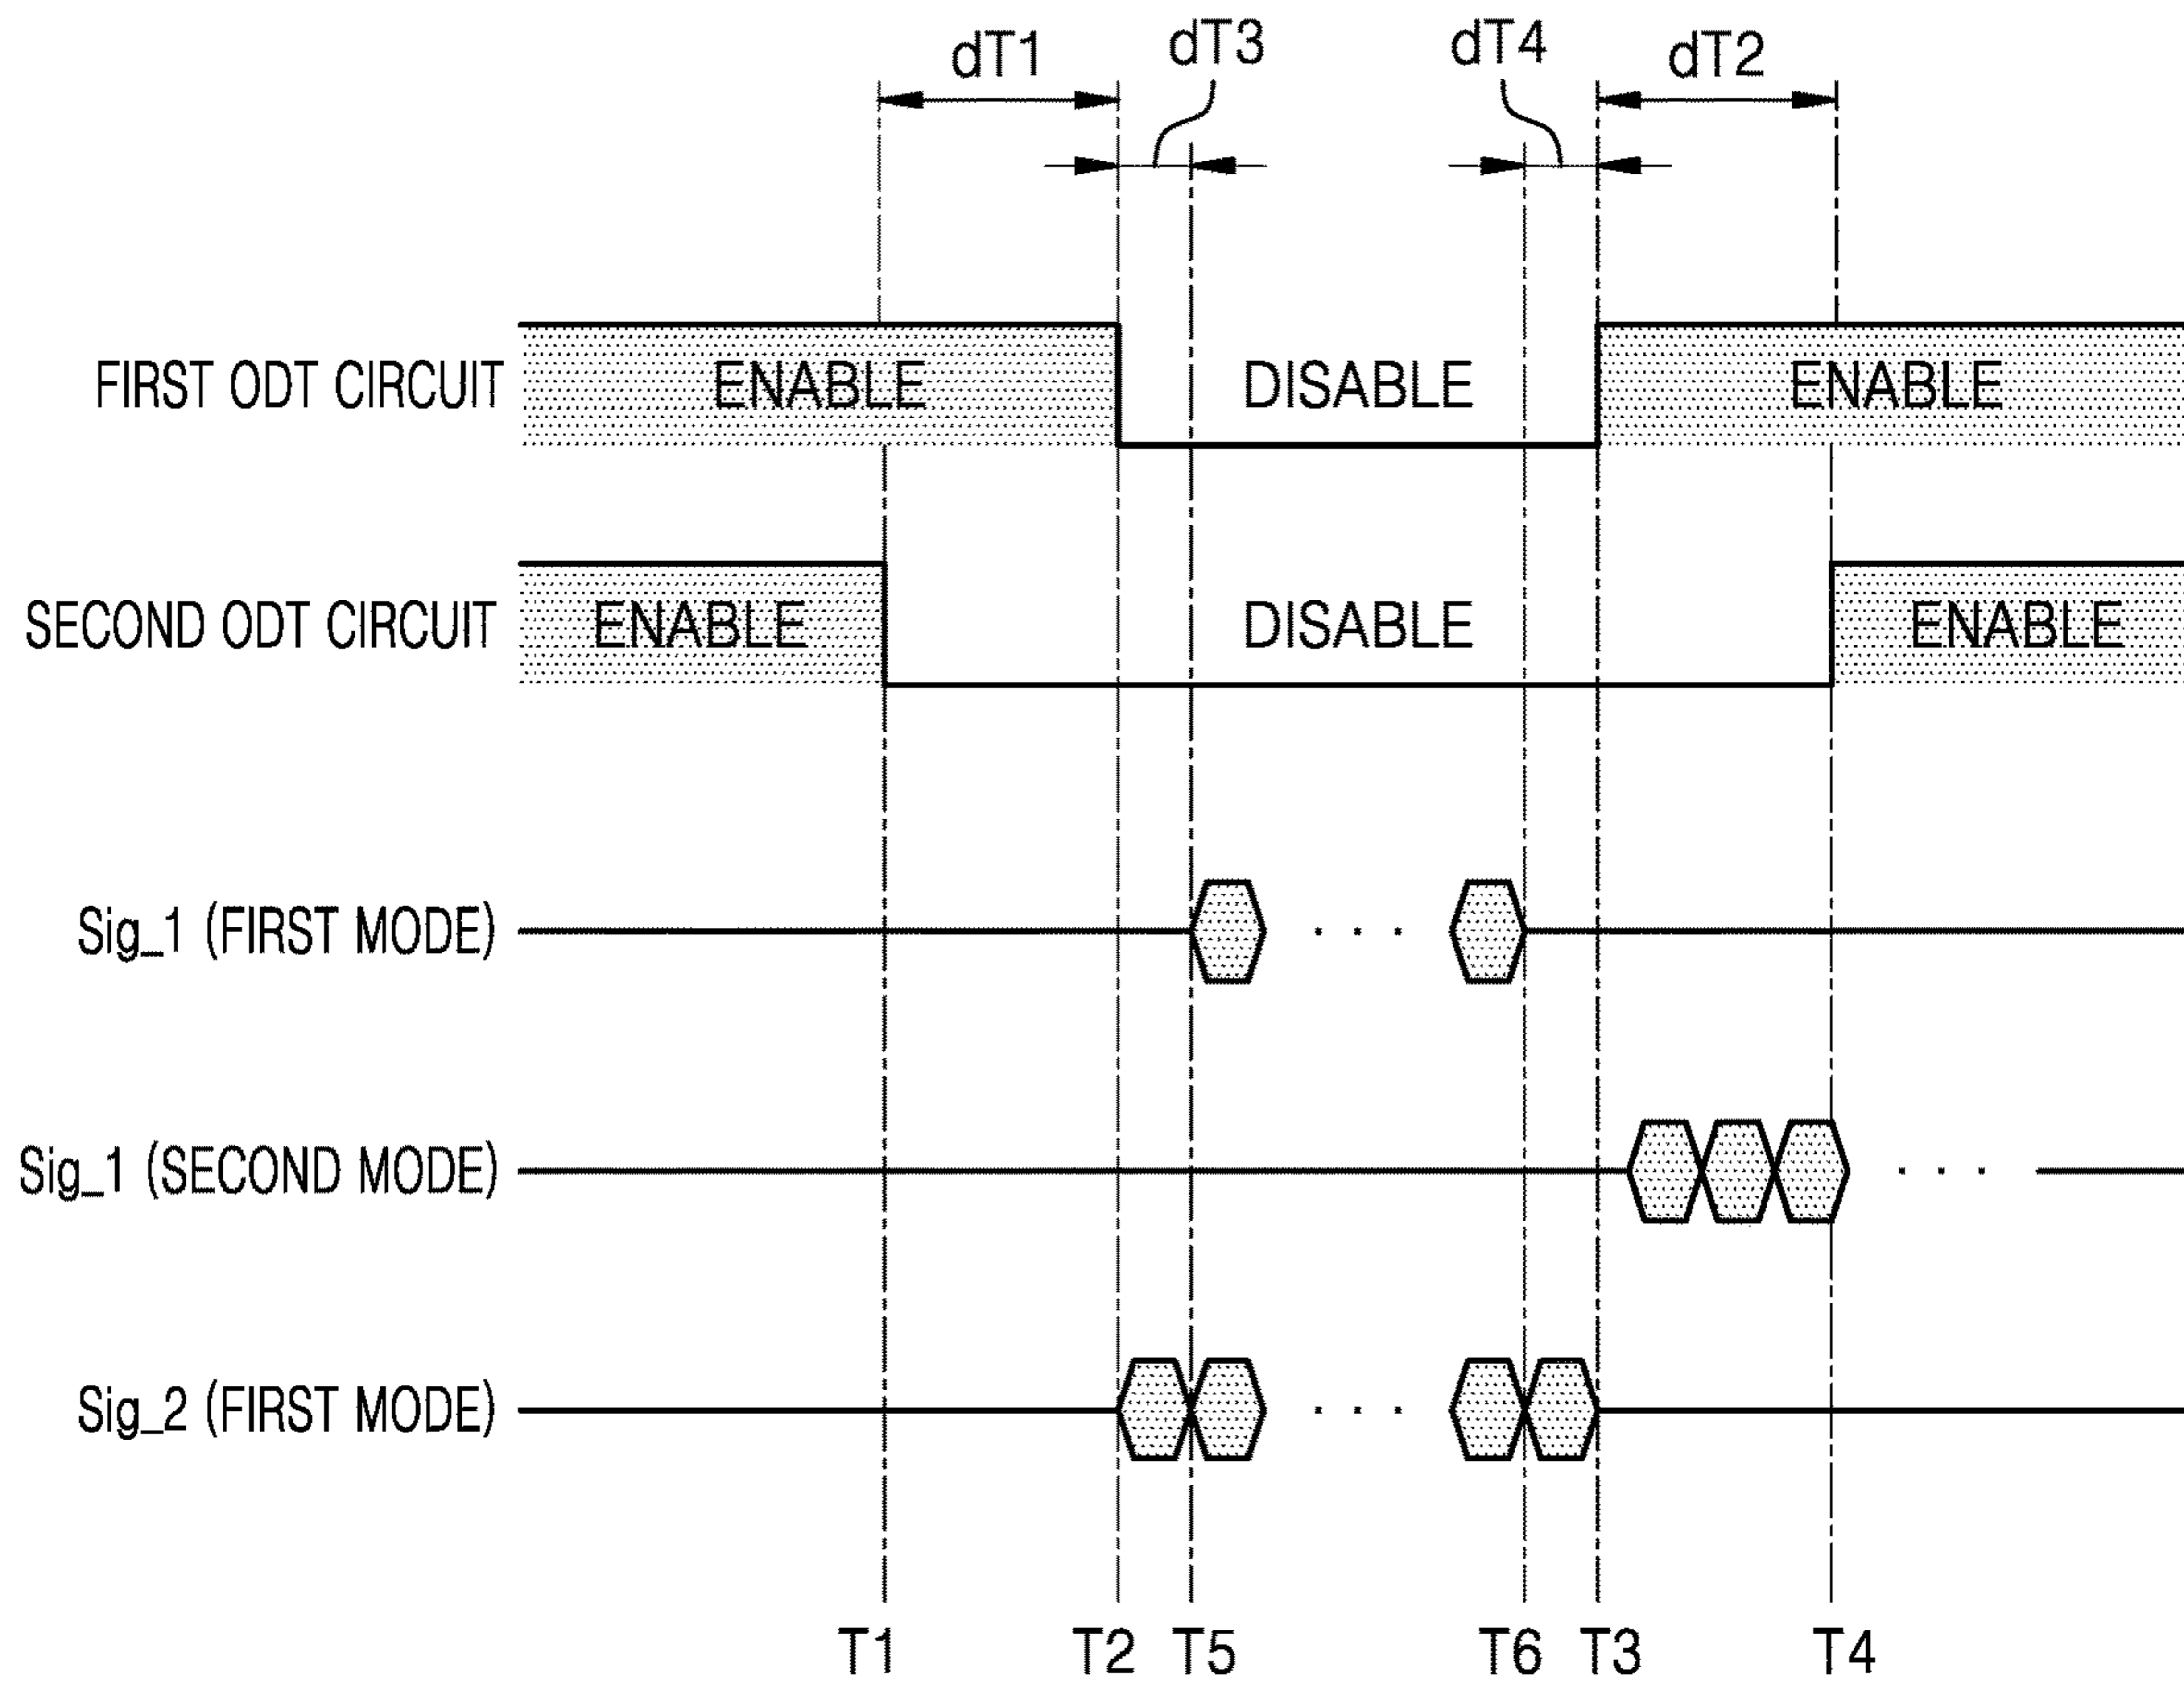 dT1 dT3 dT4 dT2
FIRST ODT CIRCUIT ENABLE DISABLE ENABLE
SECOND ODT CIRCUIT ENABLE DISABLE ENABLE
Sig_1 (FIRST MODE) . . .
Sig_1 (SECOND MODE) . . .
Sig_2 (FIRST MODE) . . .
T1 T2 T5 T6 T3 T4